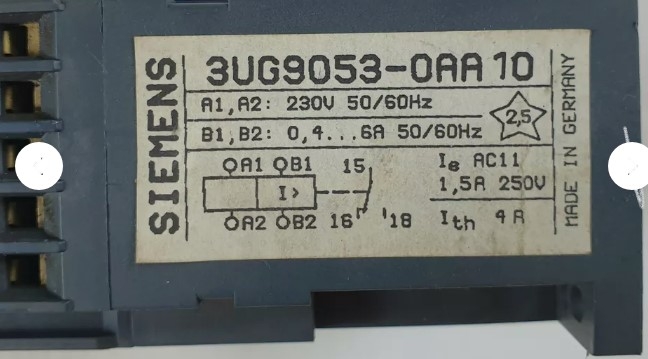 SIEMENS
3UG9053-0AA10
A1,A2: 230V 50/60Hz
B1,B2: 0,4...6A 50/60Hz
2,5
A1 B1 15
I>
A2 B2 16 18
Ie AC11
1,5A 250V
Ith 4A
MADE IN GERMANY